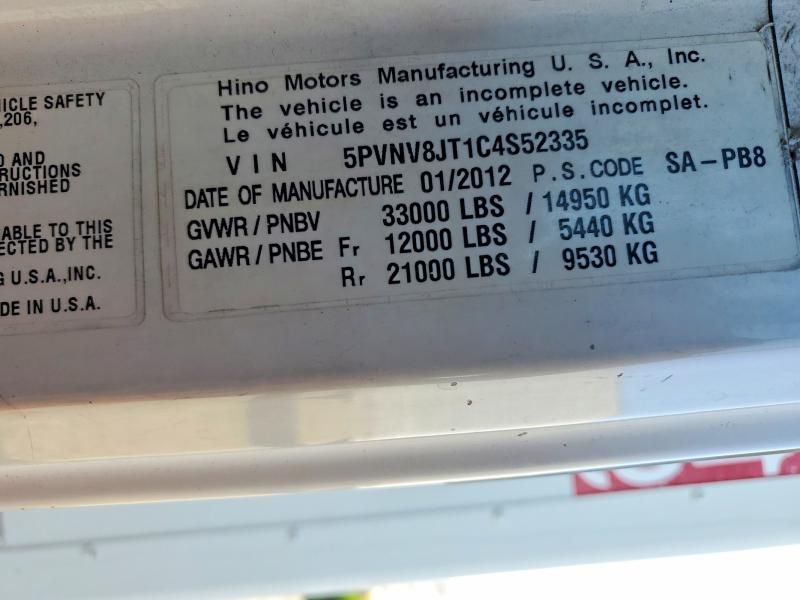 HICLE SAFETY
,206,
D AND
RUCTIONS
RNISHED
ABLE TO THIS
ECTED BY THE
G U.S.A.,INC.
DE IN U.S.A.
Hino Motors Manufacturing U. S. A., Inc.
The vehicle is an incomplete vehicle.
Le véhicule est un véhicule incomplet.
VIN 5PVNV8JT1C4S52335
DATE OF MANUFACTURE 01/2012 P.S.CODE SA-PB8
GVWR/PNBV 33000 LBS / 14950 KG
GAWR/PNBE Fr 12000 LBS / 5440 KG
Rr 21000 LBS / 9530 KG